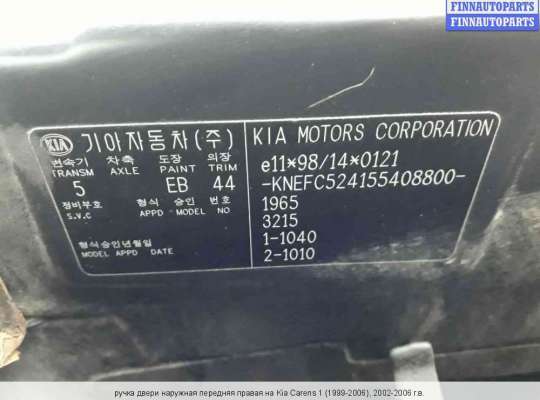 FINNAUTOPARTS
FINNAUTOPARTS
FINNAUTOPARTS
KIA 기아자동차(주)
변속기 차축 도장 의장
TRANSM AXLE PAINT TRIM
5 EB 44
정비부호 형식 승인 번호
S.V.C APPD MODEL NO
형식승인년월일
MODEL APPD DATE
KIA MOTORS CORPORATION
e11*98/14*0121
-KNEFC524155408800-
1965
3215
1-1040
2-1010
ручка двери наружная передняя правая на Kia Carens 1 (1999-2006), 2002-2006 г.в.